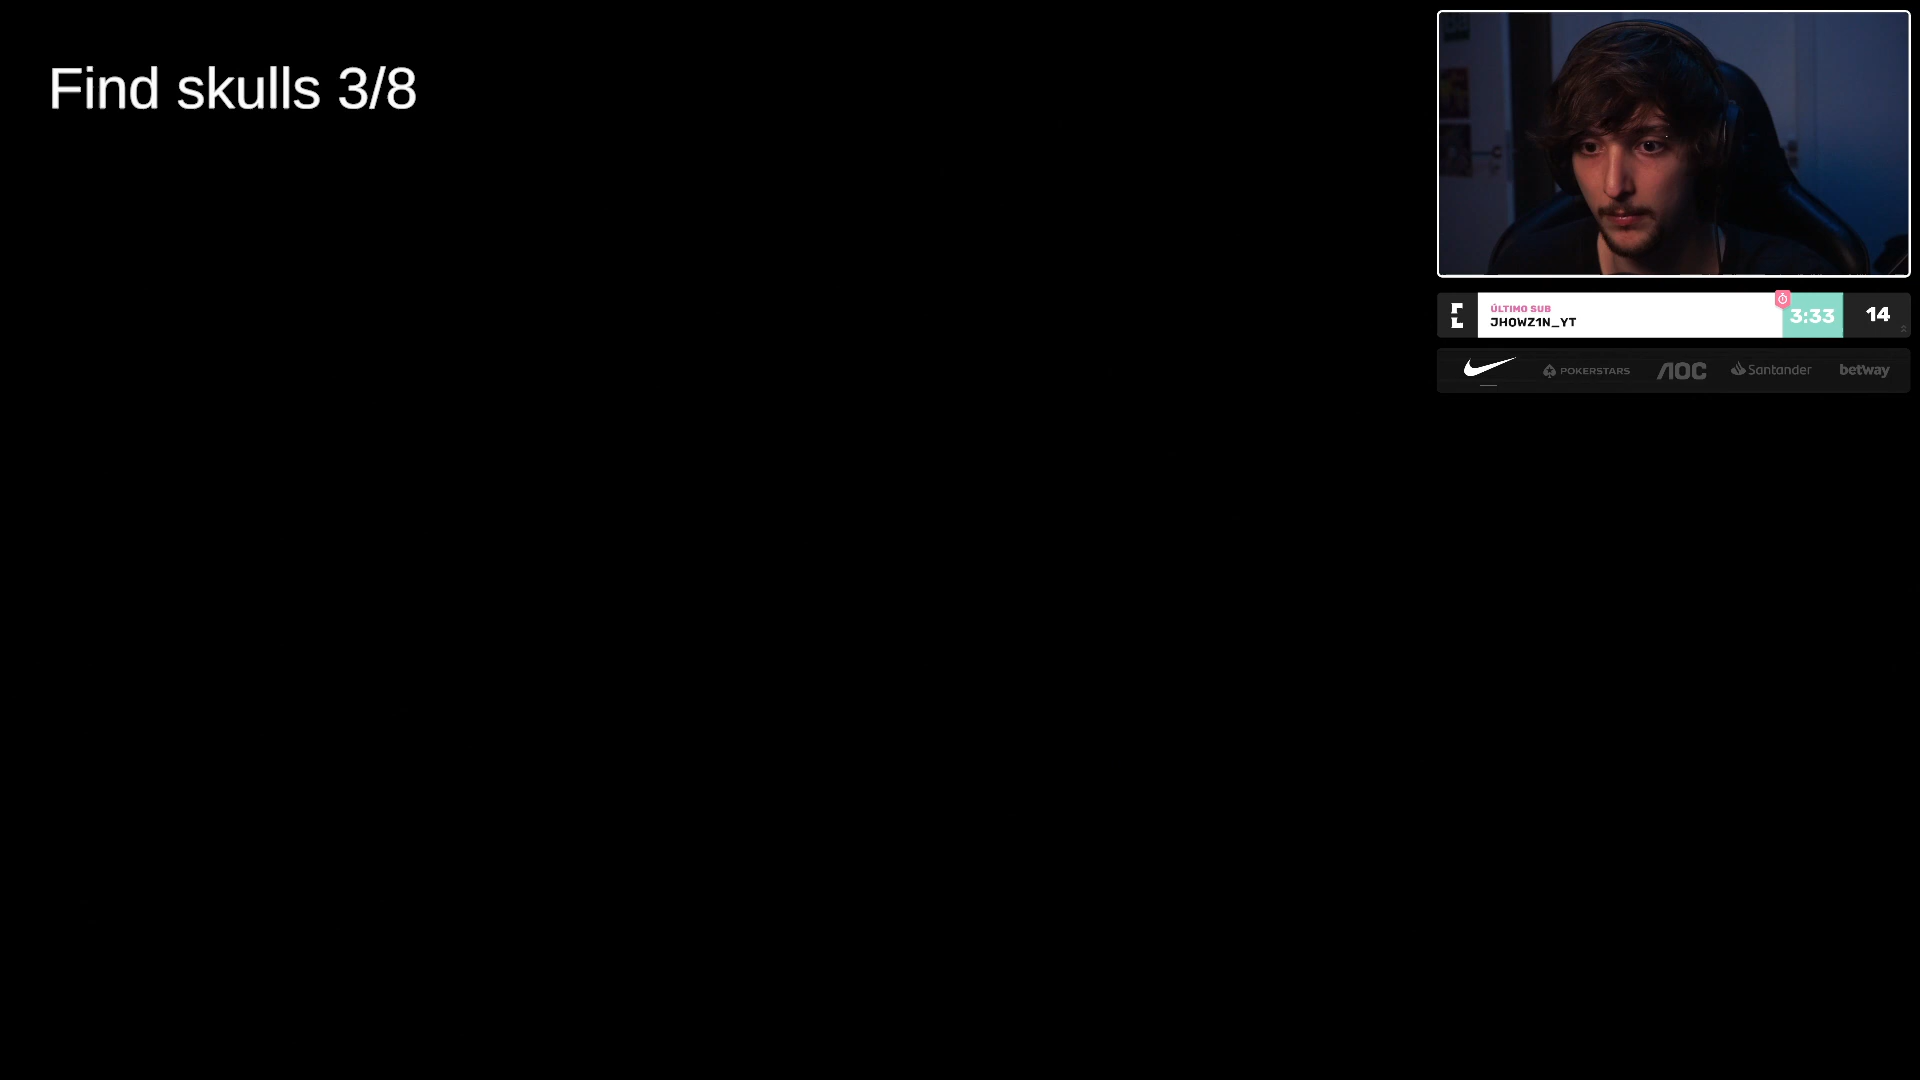 Find skulls 3/8
ÚLTIMO SUB
JHOWZ1N_YT
3:33
14
POKERSTARS
AOC
Santander
betway